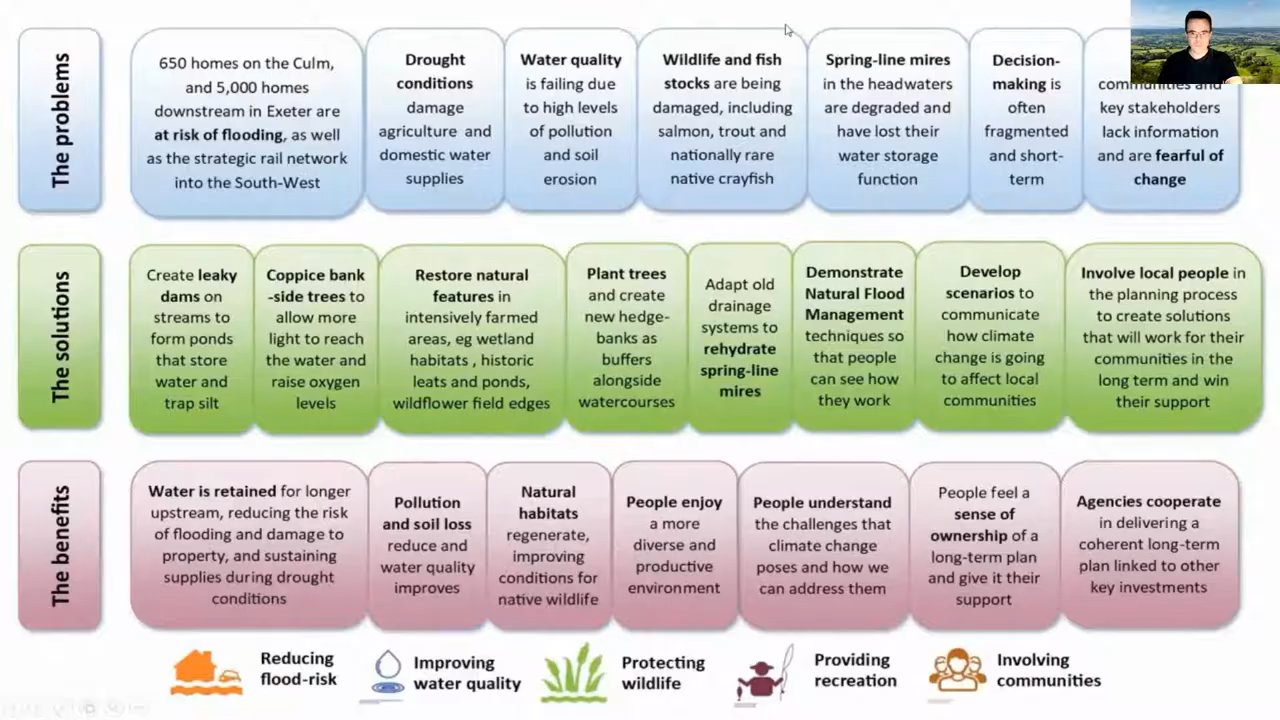 The problems
650 homes on the Culm,
and 5,000 homes
downstream in Exeter are
at risk of flooding, as well
as the strategic rail network
into the South-West
Drought
conditions
damage
agriculture and
domestic water
supplies
Water quality
is failing due
to high levels
of pollution
and soil
erosion
Wildlife and fish
stocks are being
damaged, including
salmon, trout and
nationally rare
native crayfish
Spring-line mires
in the headwaters
are degraded and
have lost their
water storage
function
Decision-
making is
often
fragmented
and short-
term
communities and
key stakeholders
lack information
and are fearful of
change
The solutions
Create leaky
dams on
streams to
form ponds
that store
water and
trap silt
Coppice bank
-side trees to
allow more
light to reach
the water and
raise oxygen
levels
Restore natural
features in
intensively farmed
areas, eg wetland
habitats , historic
leats and ponds,
wildflower field edges
Plant trees
and create
new hedge-
banks as
buffers
alongside
watercourses
Adapt old
drainage
systems to
rehydrate
spring-line
mires
Demonstrate
Natural Flood
Management
techniques so
that people
can see how
they work
Develop
scenarios to
communicate
how climate
change is going
to affect local
communities
Involve local people in
the planning process
to create solutions
that will work for their
communities in the
long term and win
their support
The benefits
Water is retained for longer
upstream, reducing the risk
of flooding and damage to
property, and sustaining
supplies during drought
conditions
Pollution
and soil loss
reduce and
water quality
improves
Natural
habitats
regenerate,
improving
conditions for
native wildlife
People enjoy
a more
diverse and
productive
environment
People understand
the challenges that
climate change
poses and how we
can address them
People feel a
sense of
ownership of a
long-term plan
and give it their
support
Agencies cooperate
in delivering a
coherent long-term
plan linked to other
key investments
Reducing
flood-risk
Improving
water quality
Protecting
wildlife
Providing
recreation
Involving
communities